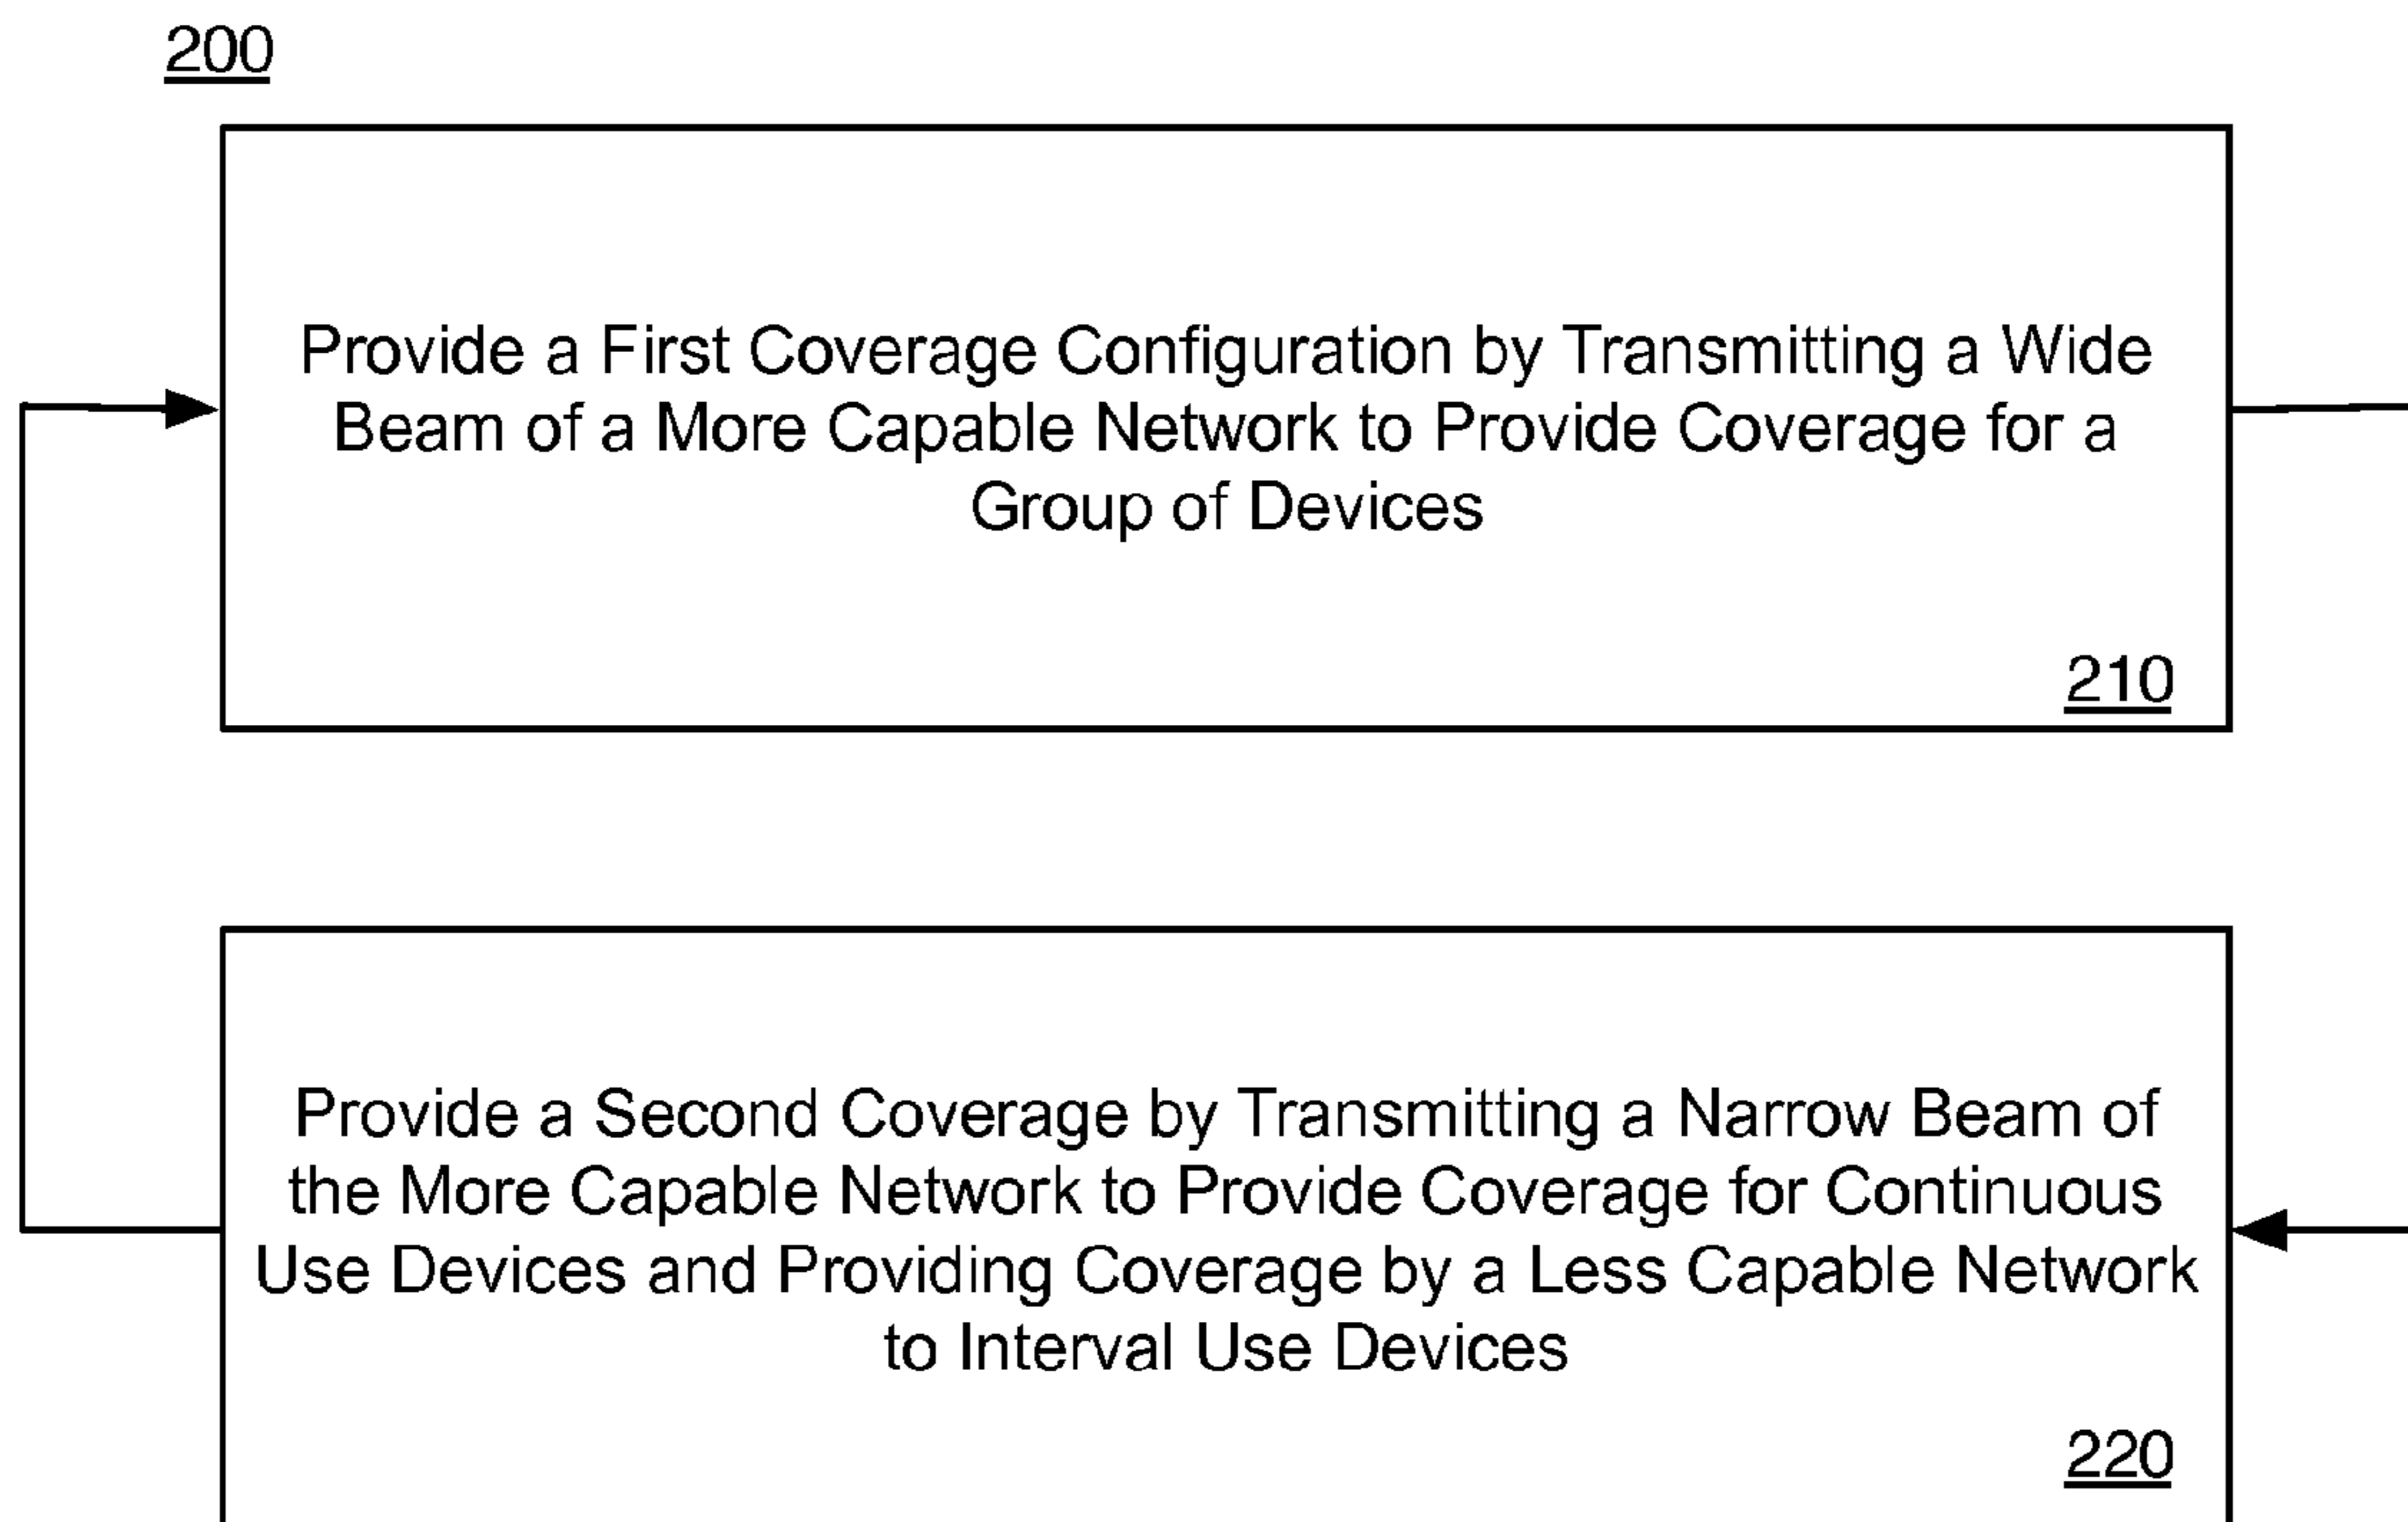 200
Provide a First Coverage Configuration by Transmitting a Wide
Beam of a More Capable Network to Provide Coverage for a
Group of Devices
210
Provide a Second Coverage by Transmitting a Narrow Beam of
the More Capable Network to Provide Coverage for Continuous
Use Devices and Providing Coverage by a Less Capable Network
to Interval Use Devices
220